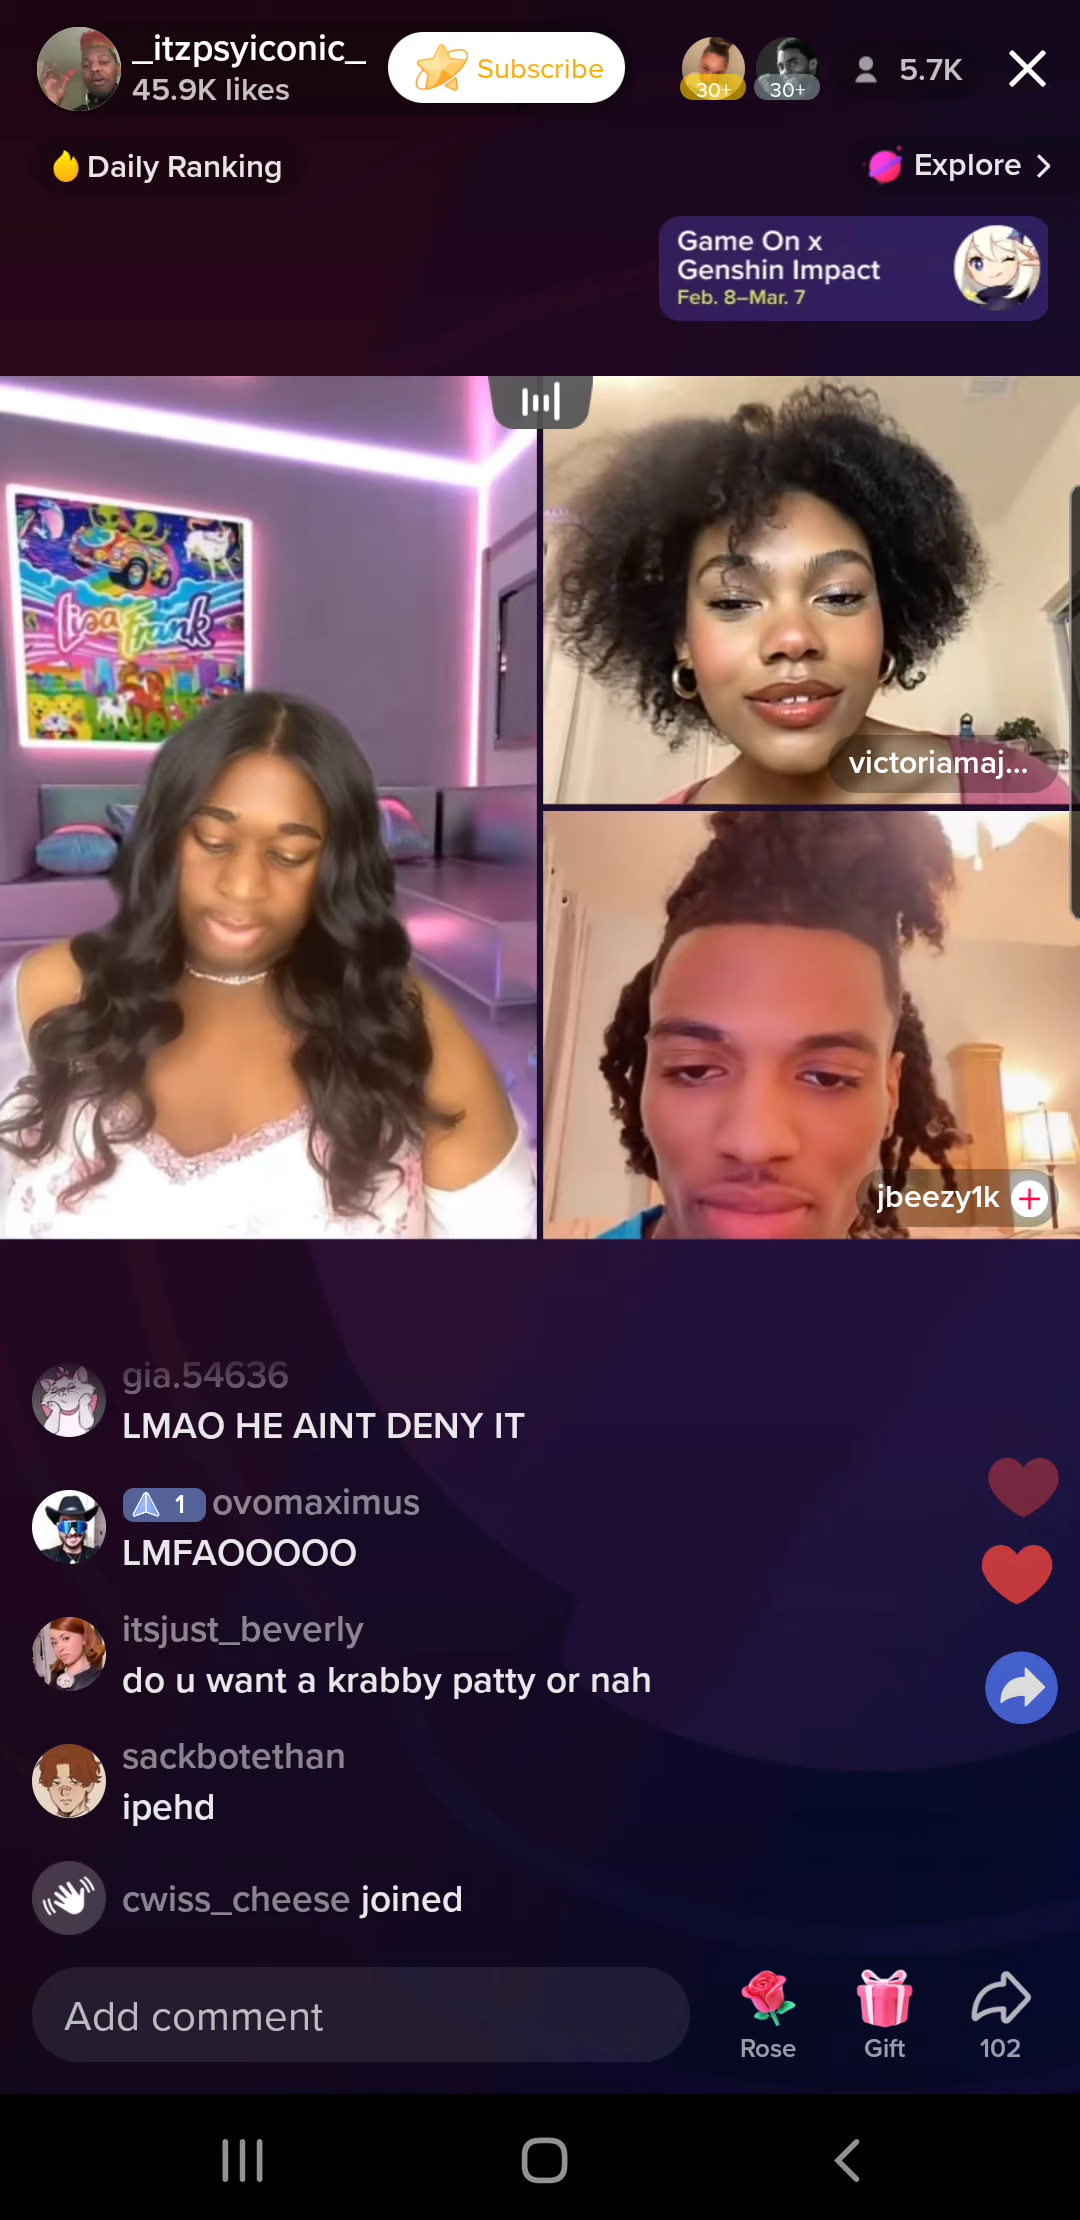 _itzpsyiconic_
45.9K likes
Subscribe
30+
30+
5.7K
Daily Ranking
Explore >
Game On x
Genshin Impact
Feb. 8–Mar. 7
Lisa Frank
victoriamaj...
jbeezy1k
gia.54636
LMAO HE AINT DENY IT
1 ovomaximus
LMFAOOOOO
itsjust_beverly
do u want a krabby patty or nah
sackbotethan
ipehd
cwiss_cheese joined
Add comment
Rose
Gift
102